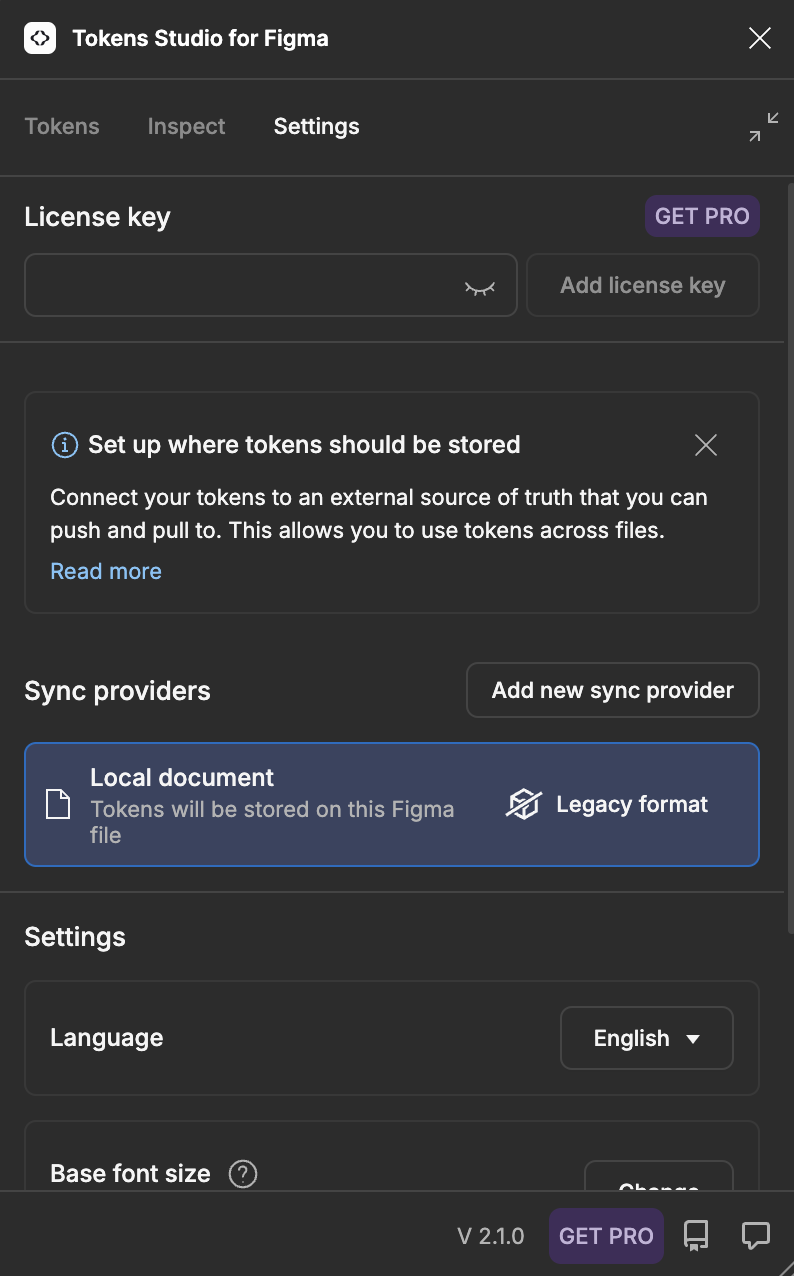 Tokens Studio for Figma
Tokens
Inspect
Settings
License key
GET PRO
Add license key
Set up where tokens should be stored
Connect your tokens to an external source of truth that you can
push and pull to. This allows you to use tokens across files.
Read more
Sync providers
Add new sync provider
Local document
Tokens will be stored on this Figma
file
Legacy format
Settings
Language
English
Base font size
Change
V 2.1.0
GET PRO